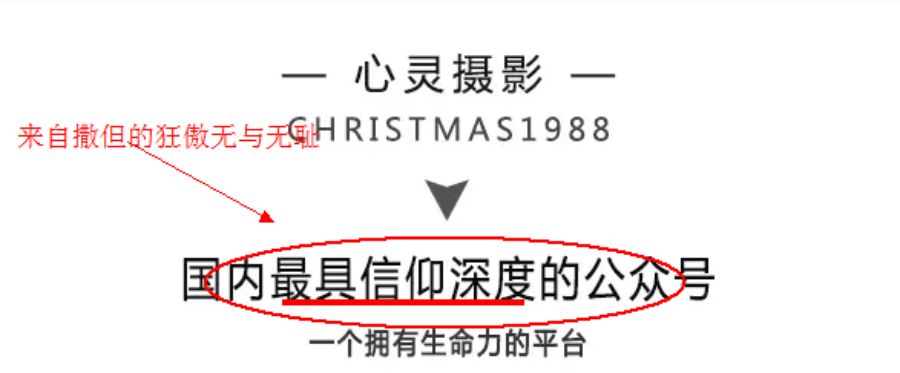 — 心灵摄影 —
CHRISTMAS1988
来自撒但的狂傲无与无耻
国内最具信仰深度的公众号
一个拥有生命力的平台